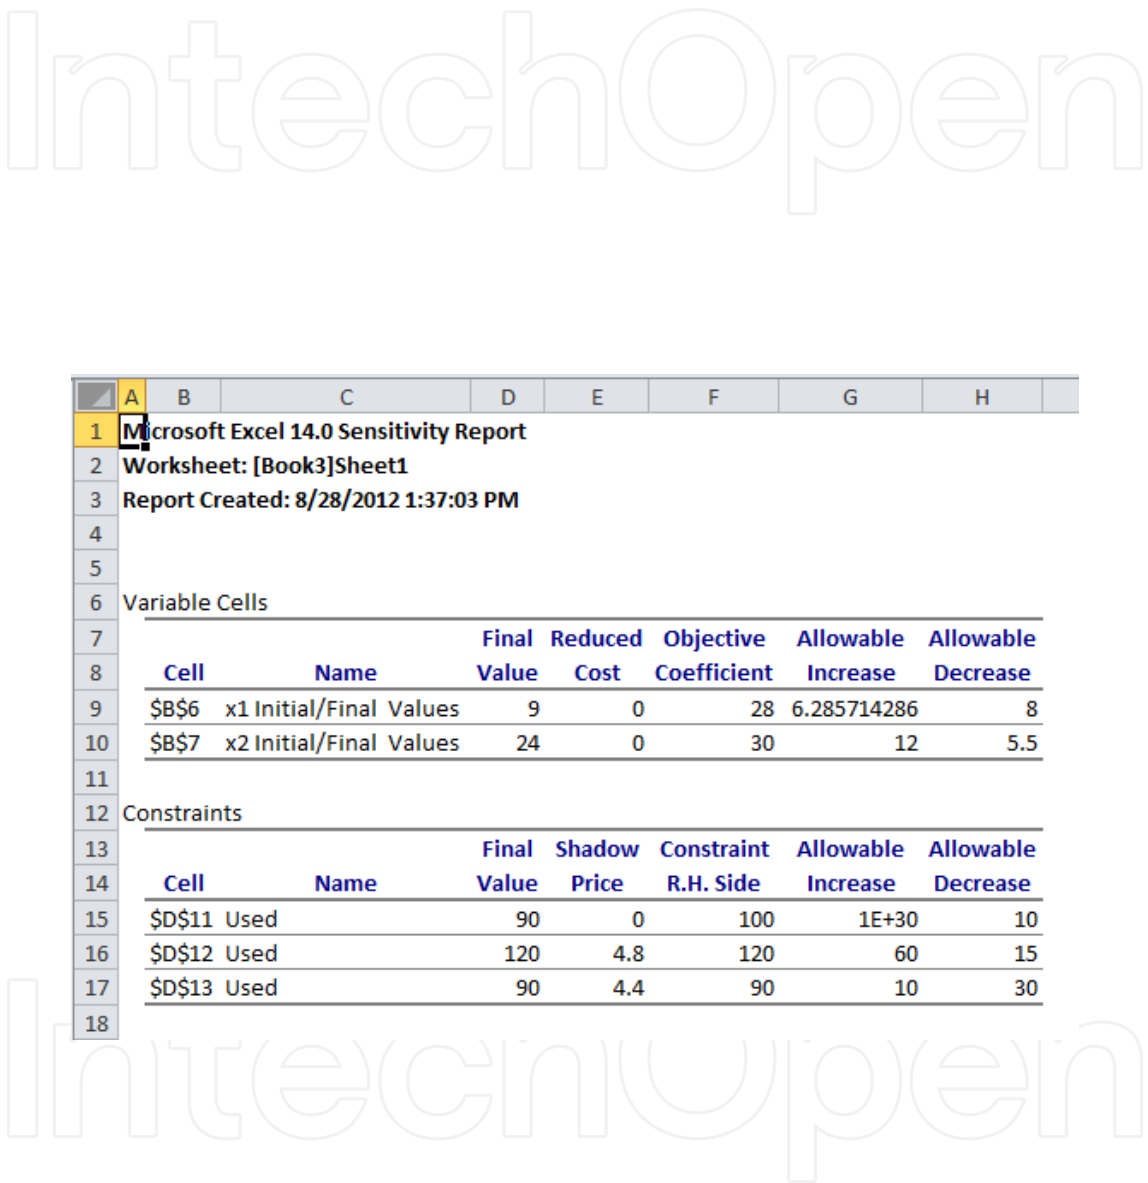 IntechOpen
A B C D E F G H
1 Microsoft Excel 14.0 Sensitivity Report
2 Worksheet: [Book3]Sheet1
3 Report Created: 8/28/2012 1:37:03 PM
4
5
6 Variable Cells
7 Final Reduced Objective Allowable Allowable
8 Cell Name Value Cost Coefficient Increase Decrease
9 $B$6 x1 Initial/Final Values 9 0 28 6.285714286 8
10 $B$7 x2 Initial/Final Values 24 0 30 12 5.5
11
12 Constraints
13 Final Shadow Constraint Allowable Allowable
14 Cell Name Value Price R.H. Side Increase Decrease
15 $D$11 Used 90 0 100 1E+30 10
16 $D$12 Used 120 4.8 120 60 15
17 $D$13 Used 90 4.4 90 10 30
18
IntechOpen